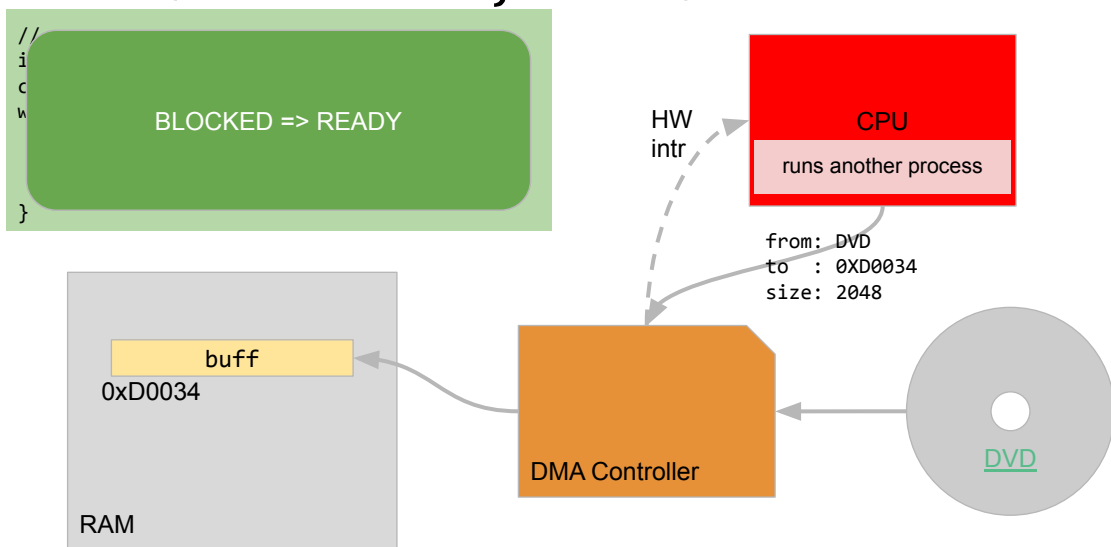 //
i
c
w
}
BLOCKED => READY
HW
intr
CPU
runs another process
from: DVD
to  : 0XD0034
size: 2048
buff
0xD0034
DMA Controller
DVD
RAM